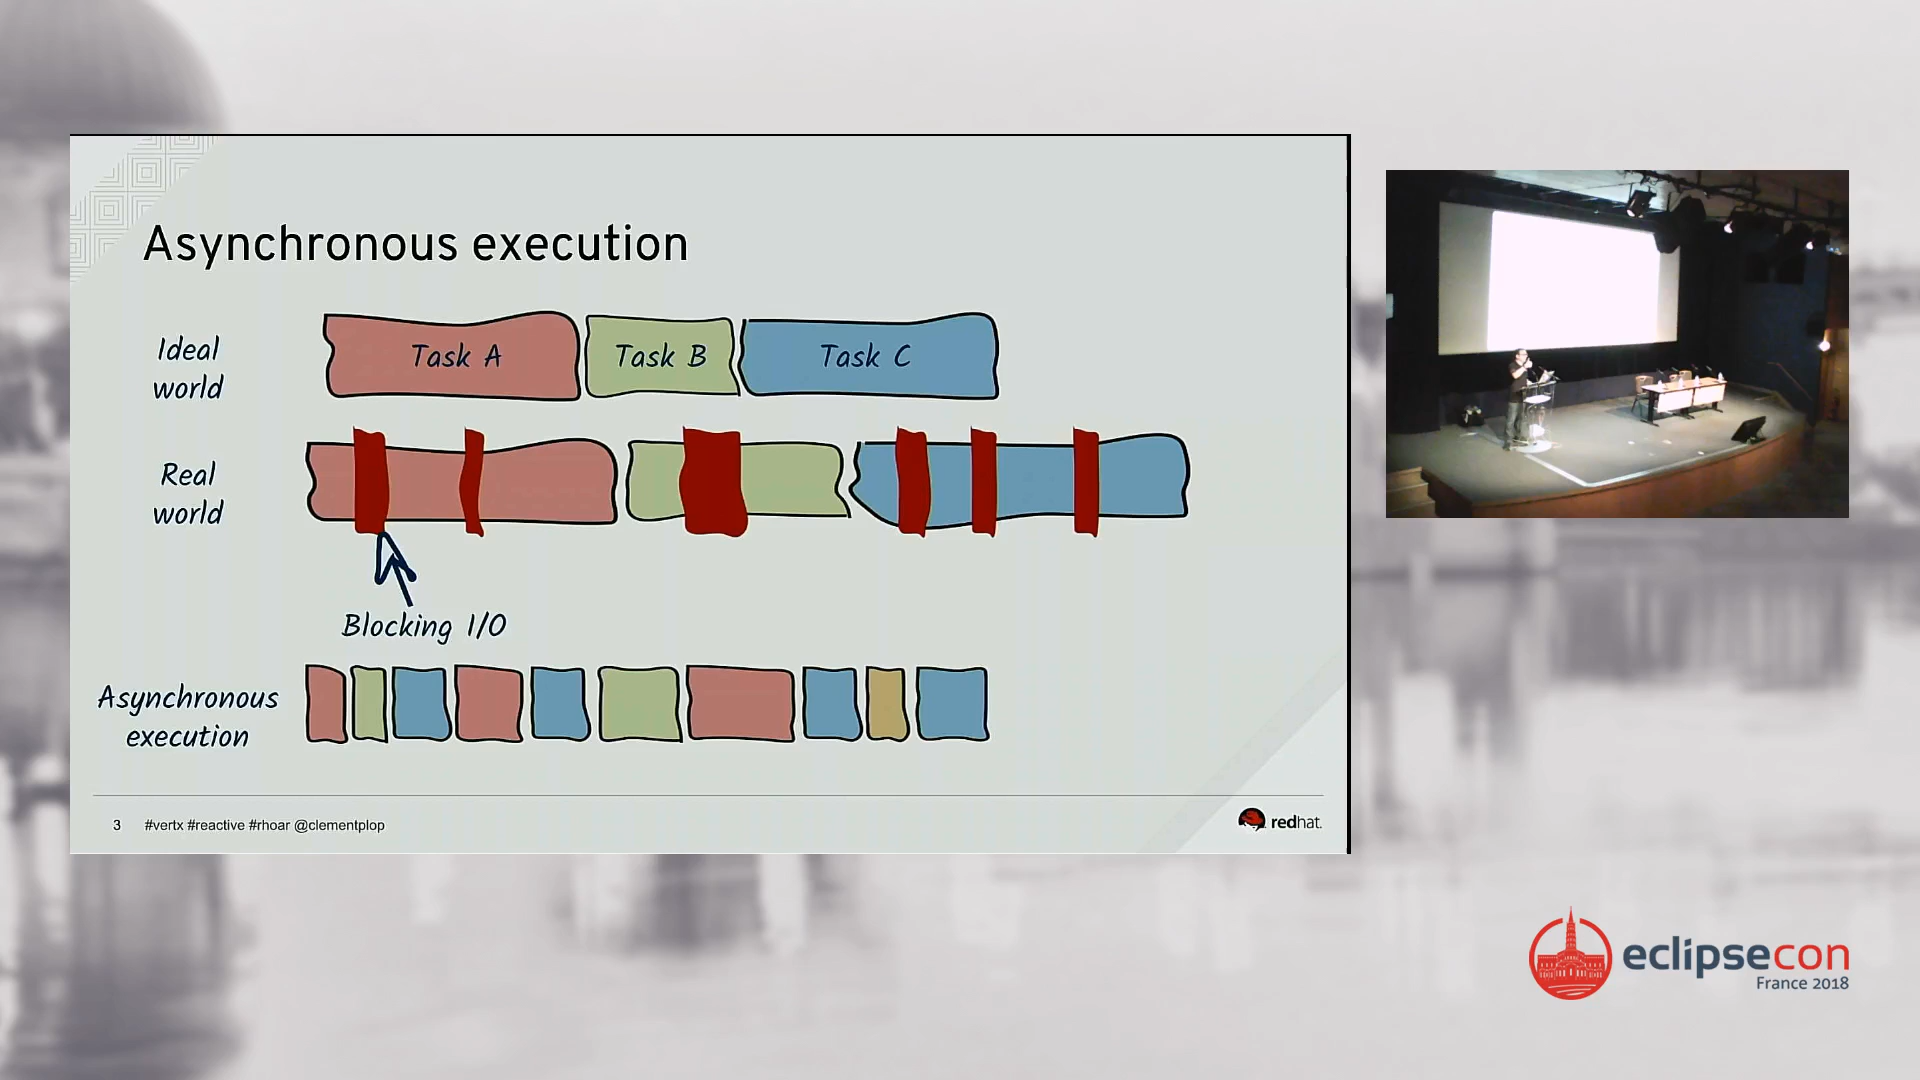 Asynchronous execution
Ideal
world
Task A
Task B
Task C
Real
world
Blocking I/O
Asynchronous
execution
3
#vertx #reactive #rhoar @clementplop
redhat.
eclipsecon
France 2018